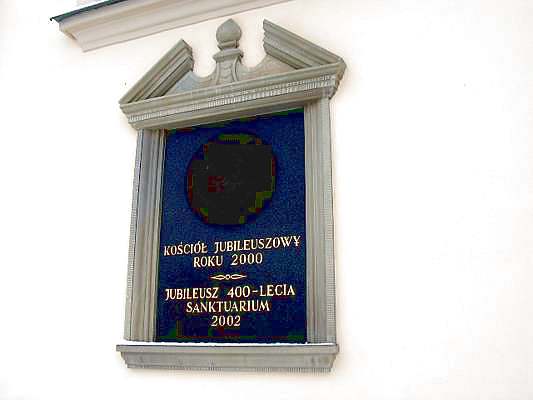 KOŚCIÓŁ JUBILEUSZOWY
ROKU 2000
JUBILEUSZ 400-LECIA
SANKTUARIUM
2002